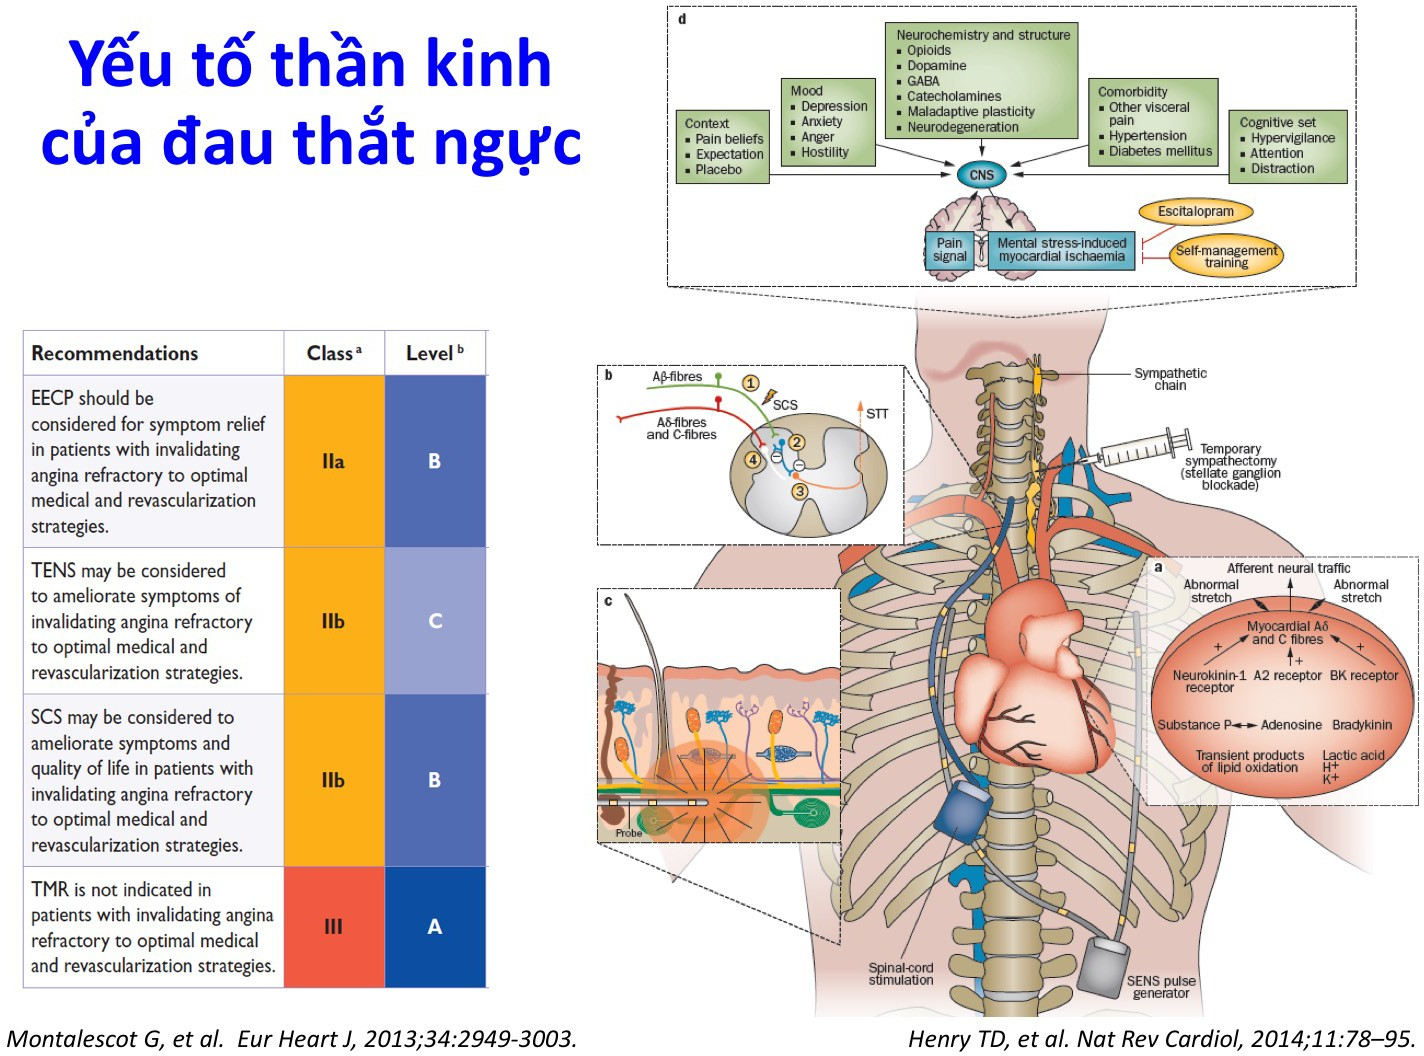 Yếu tố thần kinh
của đau thắt ngực
Recommendations Class a Level b
EECP should be
considered for symptom relief
in patients with invalidating
angina refractory to optimal
medical and revascularization
strategies.
IIa B
TENS may be considered
to ameliorate symptoms of
invalidating angina refractory
to optimal medical and
revascularization strategies.
IIb C
SCS may be considered to
ameliorate symptoms and
quality of life in patients with
invalidating angina refractory
to optimal medical and
revascularization strategies.
IIb B
TMR is not indicated in
patients with invalidating angina
refractory to optimal medical
and revascularization strategies.
III A
Montalescot G, et al. Eur Heart J, 2013;34:2949-3003.
d
Context
▪ Pain beliefs
▪ Expectation
▪ Placebo
Mood
▪ Depression
▪ Anxiety
▪ Anger
▪ Hostility
Neurochemistry and structure
▪ Opioids
▪ Dopamine
▪ GABA
▪ Catecholamines
▪ Maladaptive plasticity
▪ Neurodegeneration
Comorbidity
▪ Other visceral
pain
▪ Hypertension
▪ Diabetes mellitus
Cognitive set
▪ Hypervigilance
▪ Attention
▪ Distraction
CNS
Pain
signal
Mental stress-induced
myocardial ischaemia
Escitalopram
Self-management
training
b
Aβ-fibres
1
SCS
Aδ-fibres
and C-fibres
STT
2
4
3
Sympathetic
chain
Temporary
sympathectomy
(stellate ganglion
blockade)
c
Probe
a
Afferent neural traffic
Abnormal
stretch
Abnormal
stretch
Myocardial Aδ
and C fibres
+ + +
Neurokinin-1
receptor
A2 receptor
BK receptor
Substance P Adenosine Bradykinin
Transient products
of lipid oxidation
Lactic acid
H+
K+
Spinal-cord
stimulation
SENS pulse
generator
Henry TD, et al. Nat Rev Cardiol, 2014;11:78–95.